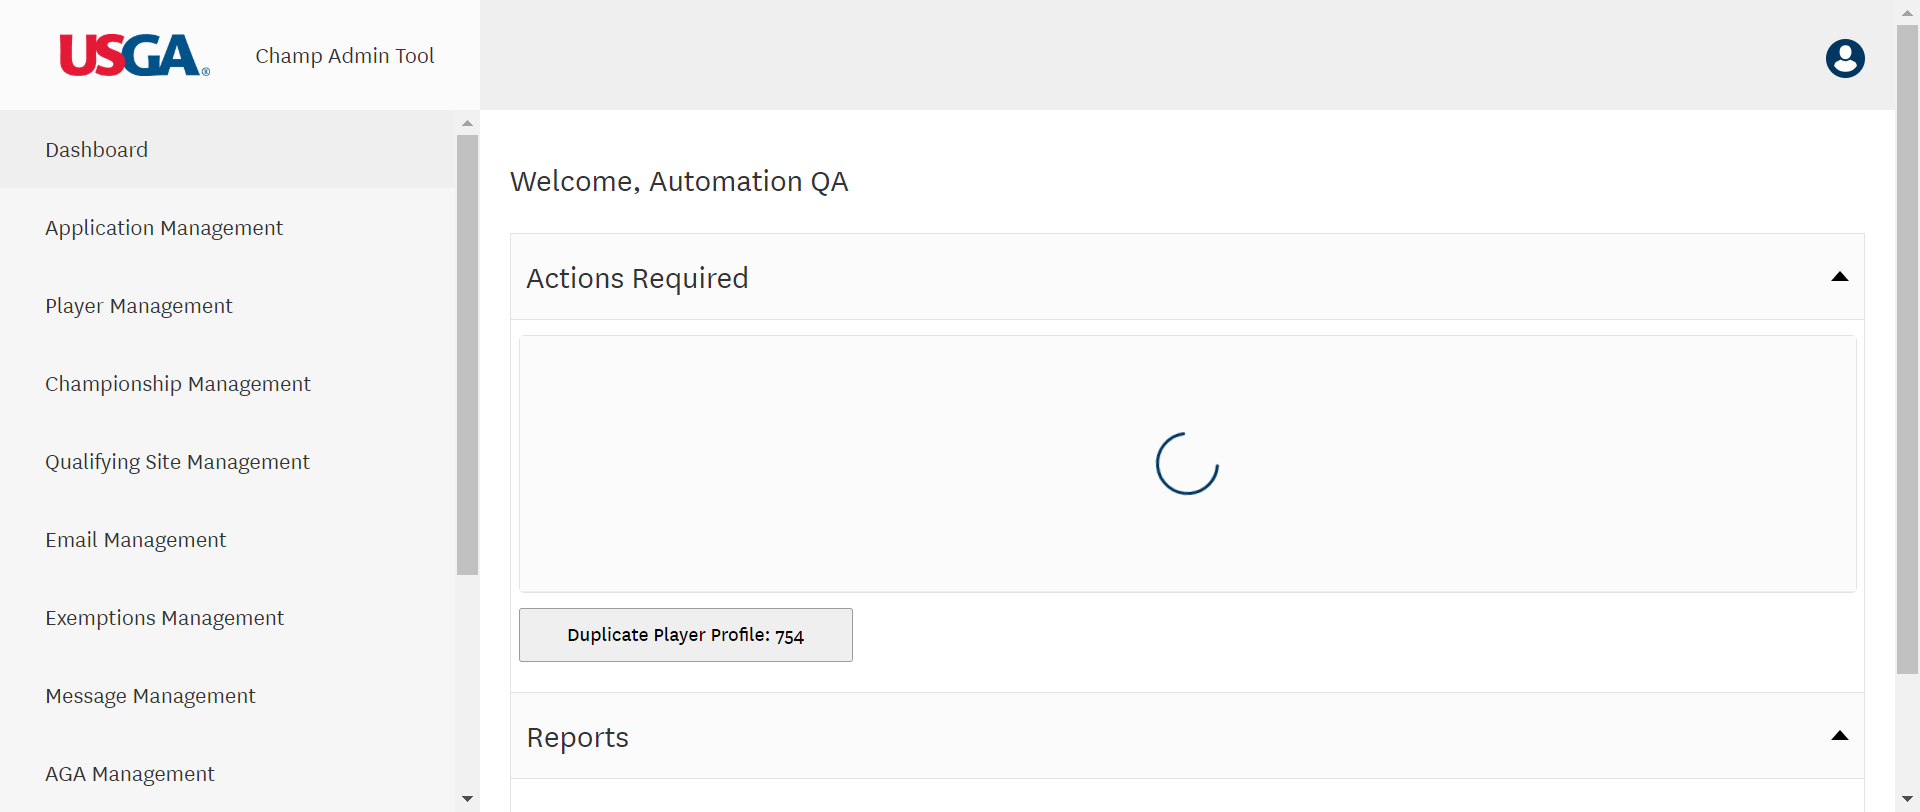 USGA®
Champ Admin Tool
Dashboard
Application Management
Player Management
Championship Management
Qualifying Site Management
Email Management
Exemptions Management
Message Management
AGA Management
Welcome, Automation QA
Actions Required
Duplicate Player Profile: 754
Reports